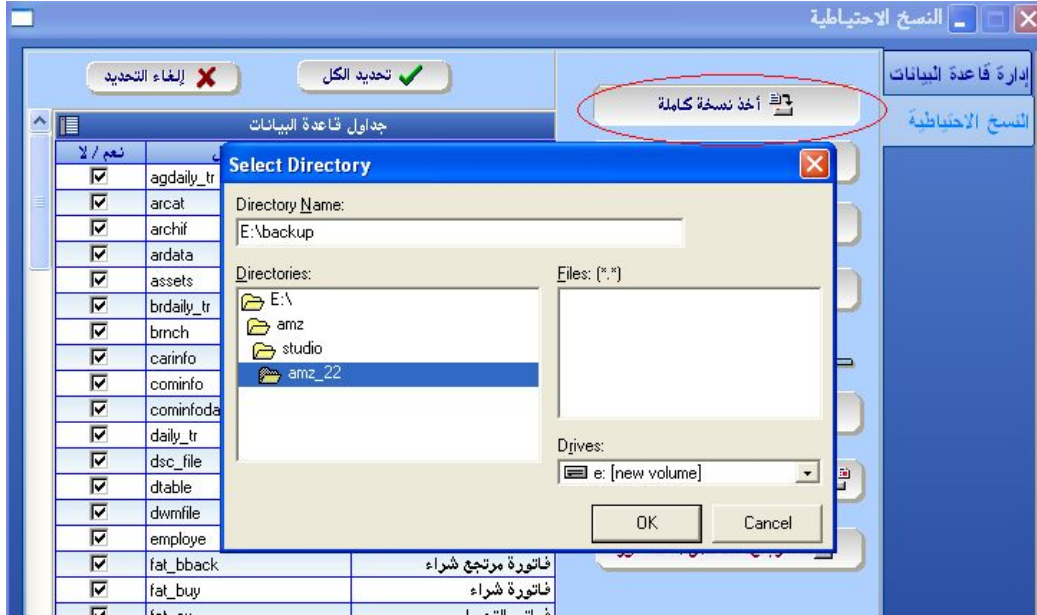 النسخ الاحتياطية
إدارة قاعدة البيانات
النسخ الاحتياطية
أخذ نسخة كاملة
تحديد الكل
إلغاء التحديد
جداول قاعدة البيانات
نعم / لا
agdaily_tr
arcat
archif
ardata
assets
brdaily_tr
brnch
carinfo
cominfo
cominfoda
daily_tr
dsc_file
dtable
dwmfile
employe
fat_bback فاتورة مرتجع شراء
fat_buy فاتورة شراء
Select Directory
Directory Name:
E:\backup
Directories:
E:\
amz
studio
amz_22
Files: (*.*)
Drives:
e: [new volume]
OK
Cancel